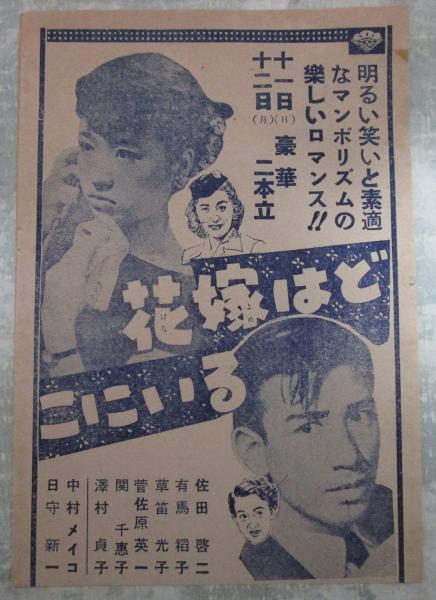 明るい笑いと素適
なマンボリズムの
樂しいロマンス!!
十一日(日)豪華
十二日(月)二本立
花嫁はど
こにいる
佐田啓二
有馬稲子
草笛光子
菅佐原英一
関千惠子
澤村貞子
中村メイコ
日守新一